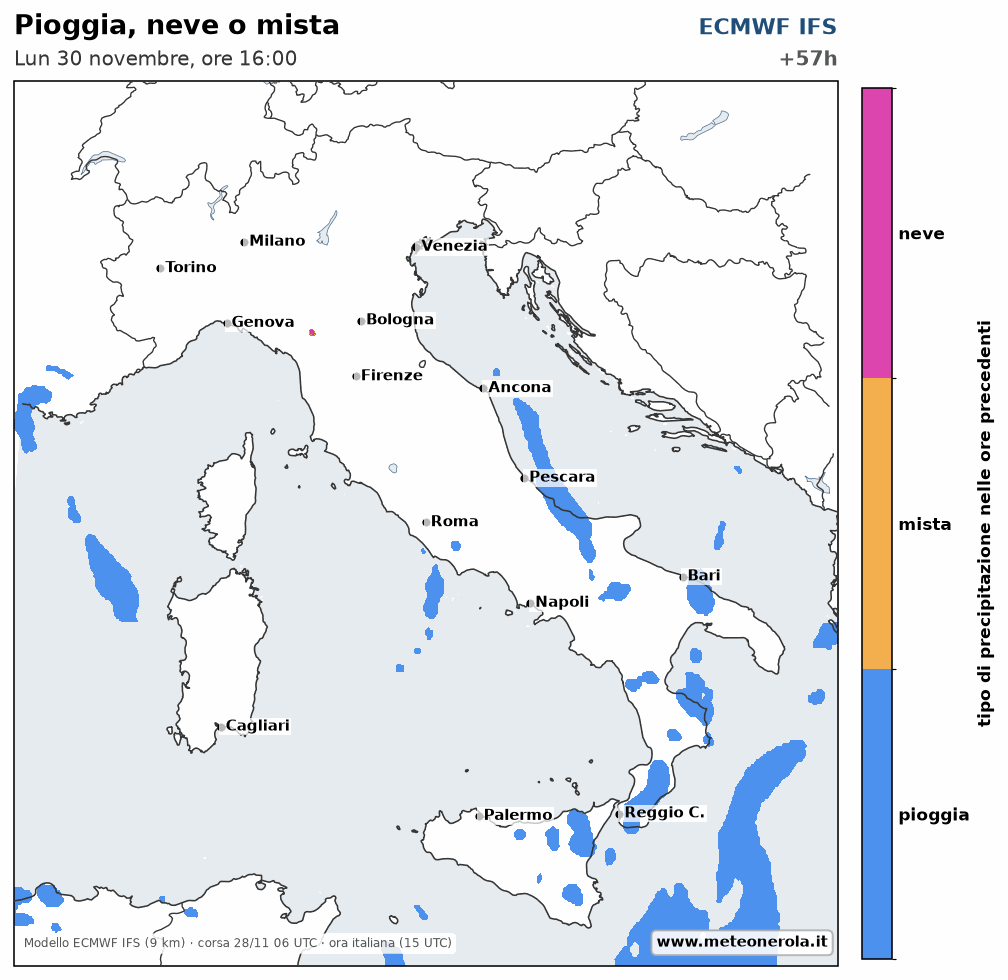 Pioggia, neve o mista
ECMWF IFS
Lun 30 novembre, ore 16:00
+57h
neve
mista
pioggia
tipo di precipitazione nelle ore precedenti
Milano
Venezia
Torino
Genova
Bologna
Firenze
Ancona
Pescara
Roma
Bari
Napoli
Cagliari
Palermo
Reggio C.
Modello ECMWF IFS (9 km) · corsa 28/11 06 UTC · ora italiana (15 UTC)
www.meteonerola.it